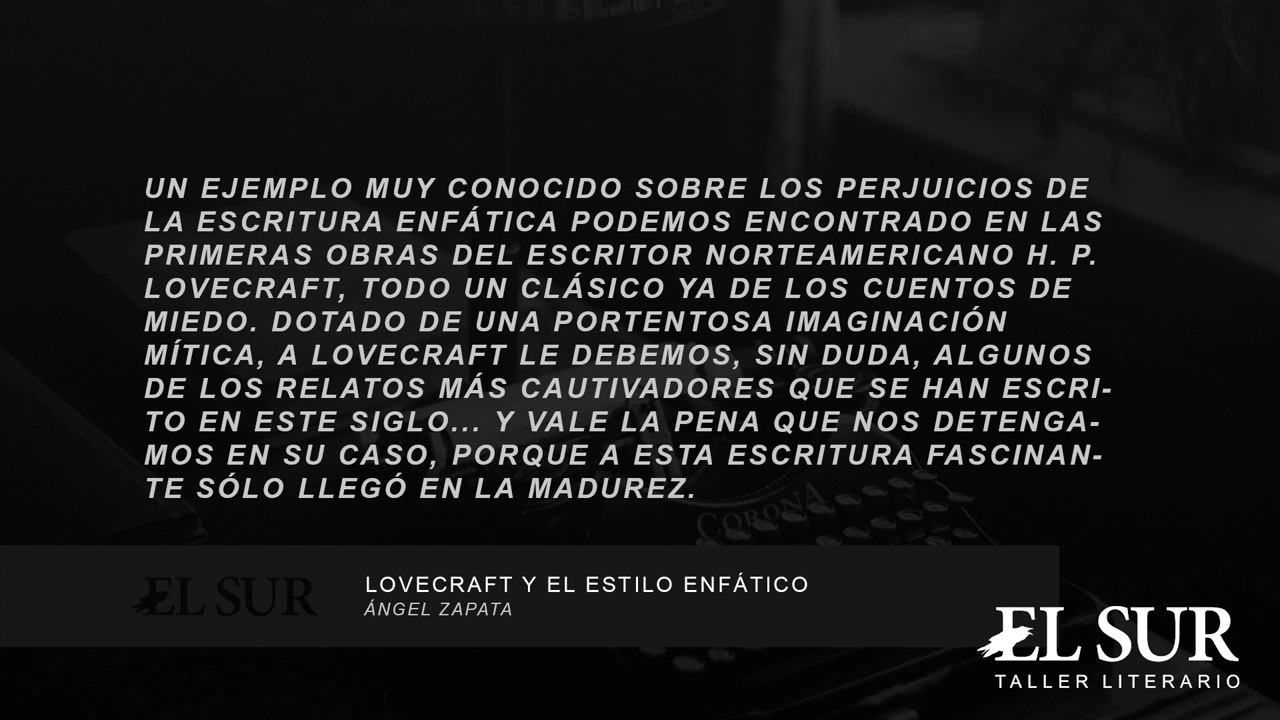 UN EJEMPLO MUY CONOCIDO SOBRE LOS PERJUICIOS DE
LA ESCRITURA ENFÁTICA PODEMOS ENCONTRADO EN LAS
PRIMERAS OBRAS DEL ESCRITOR NORTEAMERICANO H. P.
LOVECRAFT, TODO UN CLÁSICO YA DE LOS CUENTOS DE
MIEDO. DOTADO DE UNA PORTENTOSA IMAGINACIÓN
MÍTICA, A LOVECRAFT LE DEBEMOS, SIN DUDA, ALGUNOS
DE LOS RELATOS MÁS CAUTIVADORES QUE SE HAN ESCRI-
TO EN ESTE SIGLO... Y VALE LA PENA QUE NOS DETENGA-
MOS EN SU CASO, PORQUE A ESTA ESCRITURA FASCINAN-
TE SÓLO LLEGÓ EN LA MADUREZ.
CORONA
EL SUR
LOVECRAFT Y EL ESTILO ENFÁTICO
ÁNGEL ZAPATA
EL SUR
TALLER LITERARIO